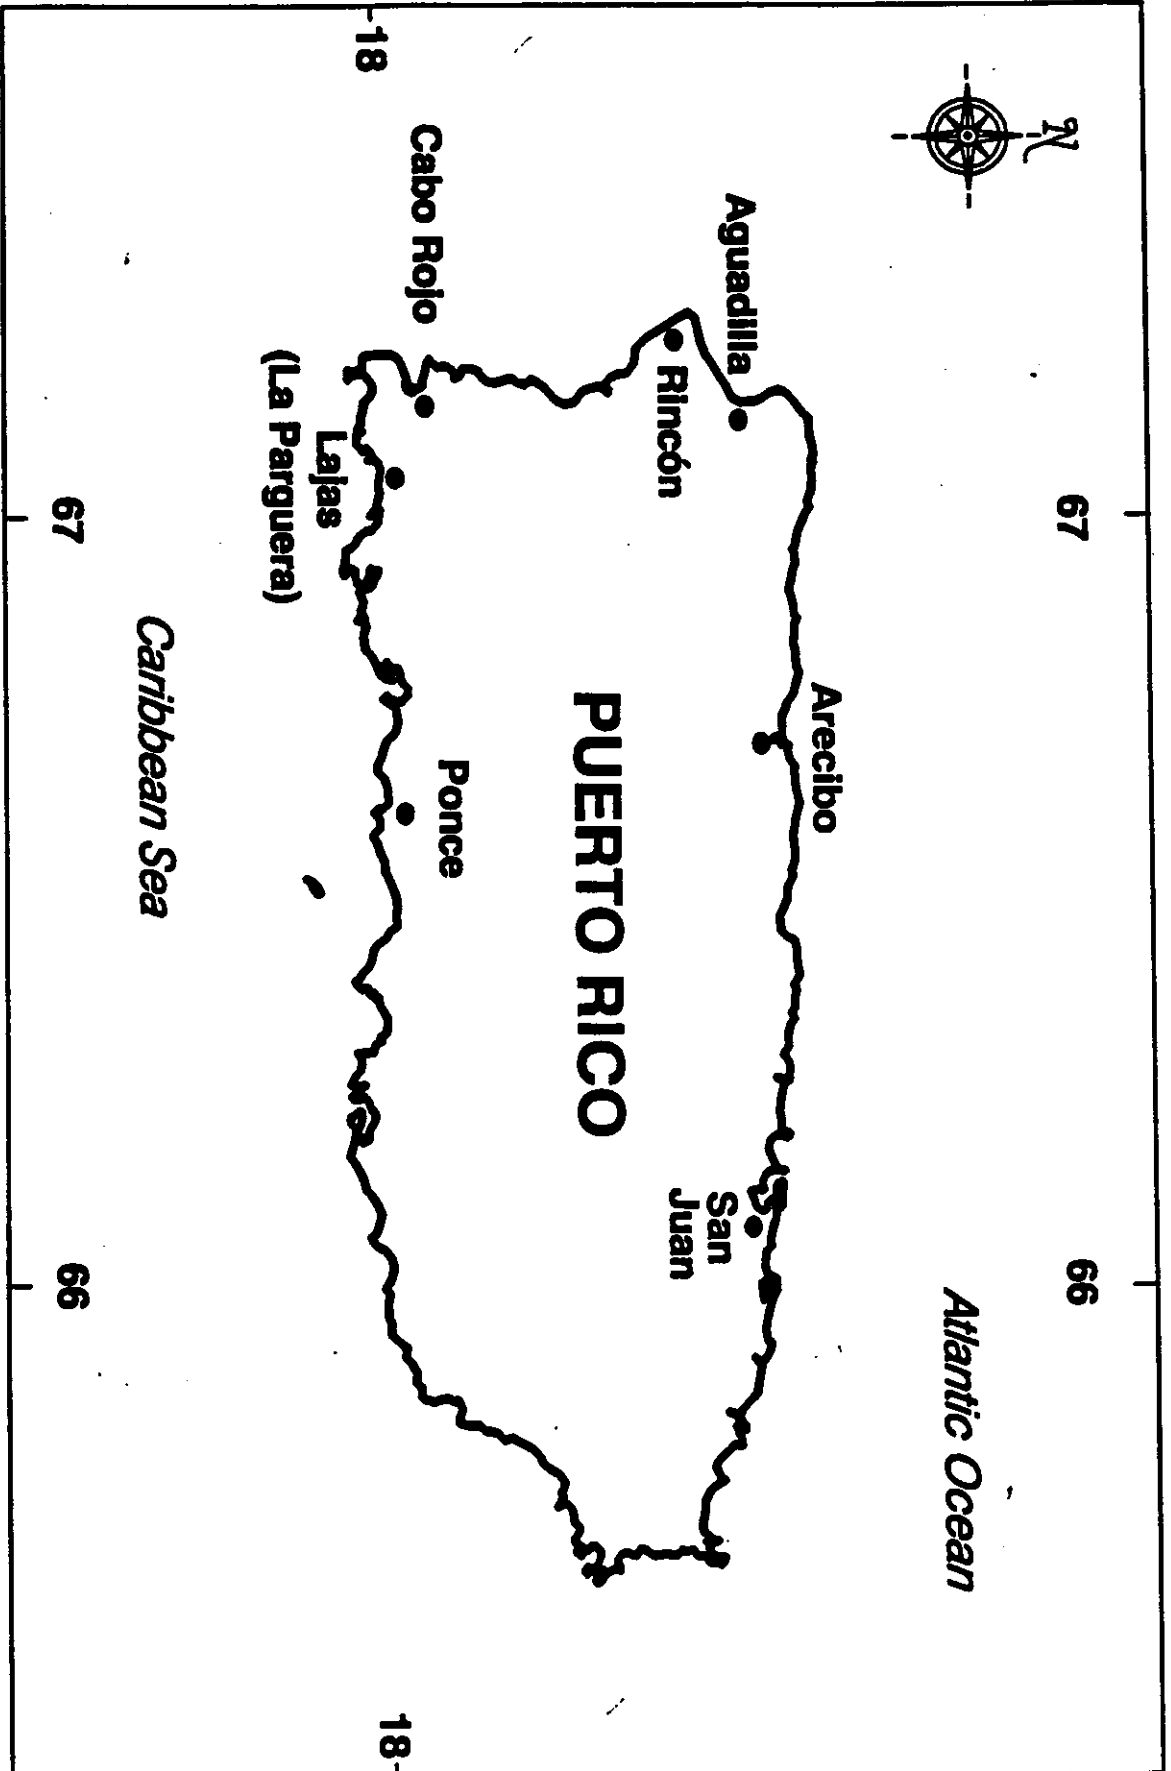 N
67
66
Atlantic Ocean
Arecibo
Aguadilla
San
Juan
Rincón
PUERTO RICO
Ponce
Cabo Rojo
18
18
Lajas
(La Parguera)
Caribbean Sea
67
66